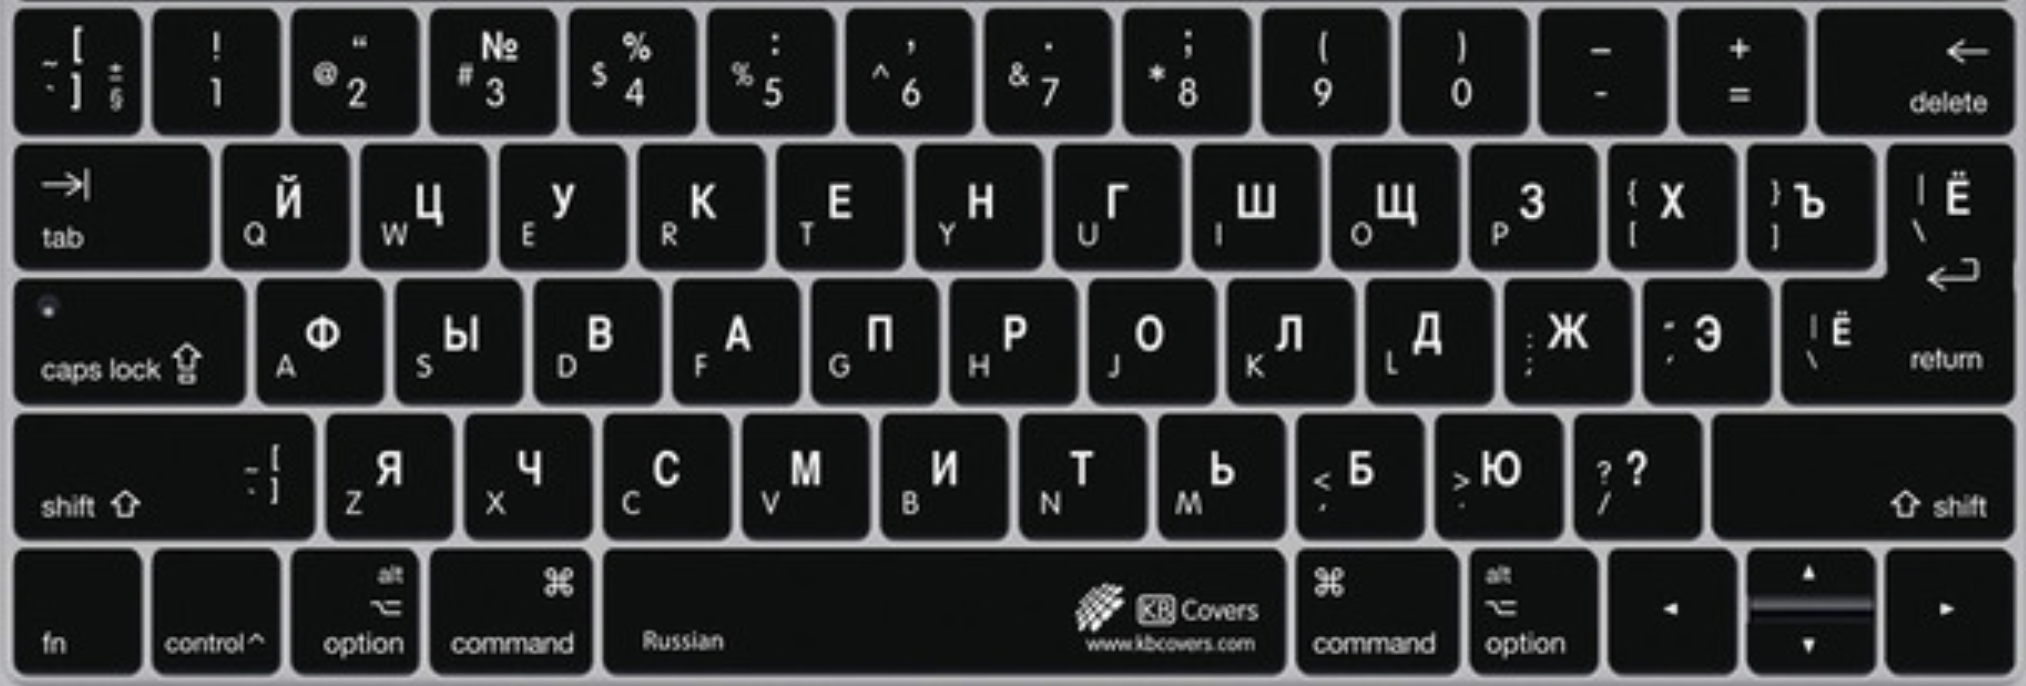 ~ [ ` ] ± §
! 1
@ “ 2
# № 3
$ % 4
% : 5
^ , 6
& . 7
* ; 8
( 9
) 0
– -
+ =
← delete
→| tab
Q Й
W Ц
E У
R К
T Е
Y Н
U Г
I Ш
O Щ
P З
{ [ Х
} ] Ъ
| \ Ё
caps lock
A Ф
S Ы
D В
F А
G П
H Р
J О
K Л
L Д
: ; Ж
Э
| \ Ё
return
shift
~ [ ` ]
Z Я
X Ч
C С
V М
B И
N Т
M Ь
< , Б
> . Ю
? / ?
shift
fn
control^
alt
option
⌘
command
Russian
KB Covers
www.kbcovers.com
⌘
command
alt
option
◂
▴
▾
▸